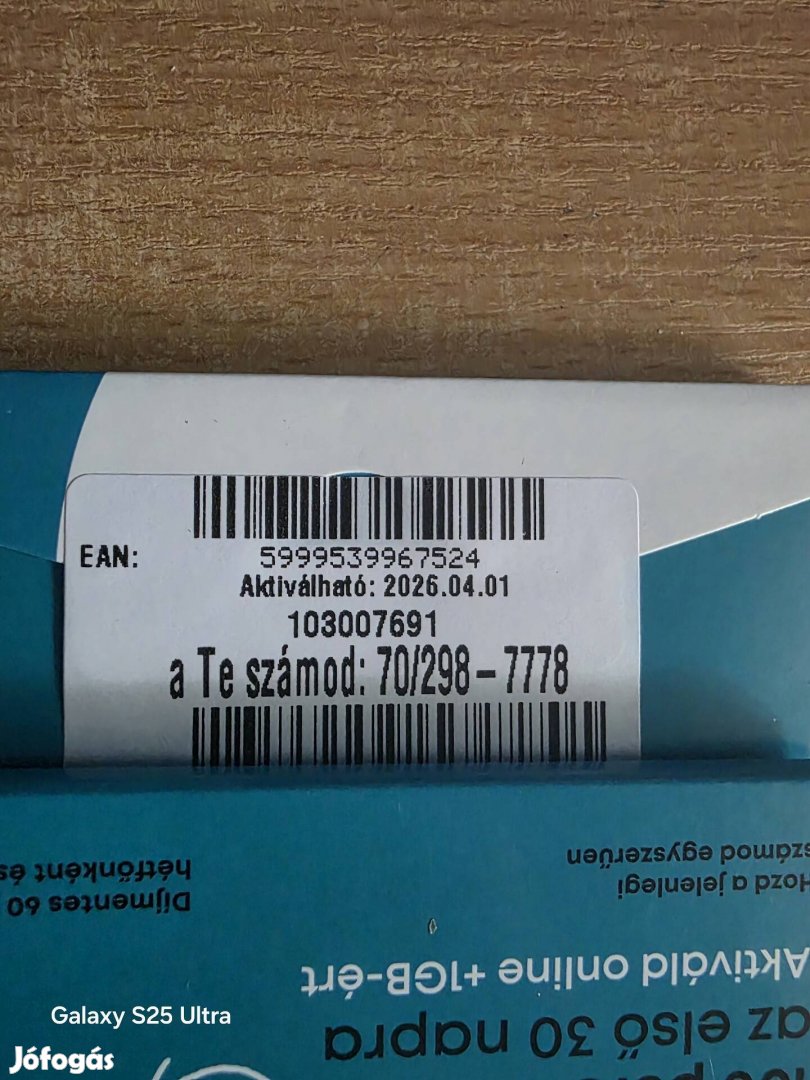 EAN:
5999539967524
Aktiválható: 2026.04.01
103007691
a Te számod: 70/298-7778
az első 30 napra
Aktiváld online +1GB-ért
Hozd a jelenlegi
számod egyszerűen
Díjmentes 60
hétfőnként és
Galaxy S25 Ultra
Jófogás